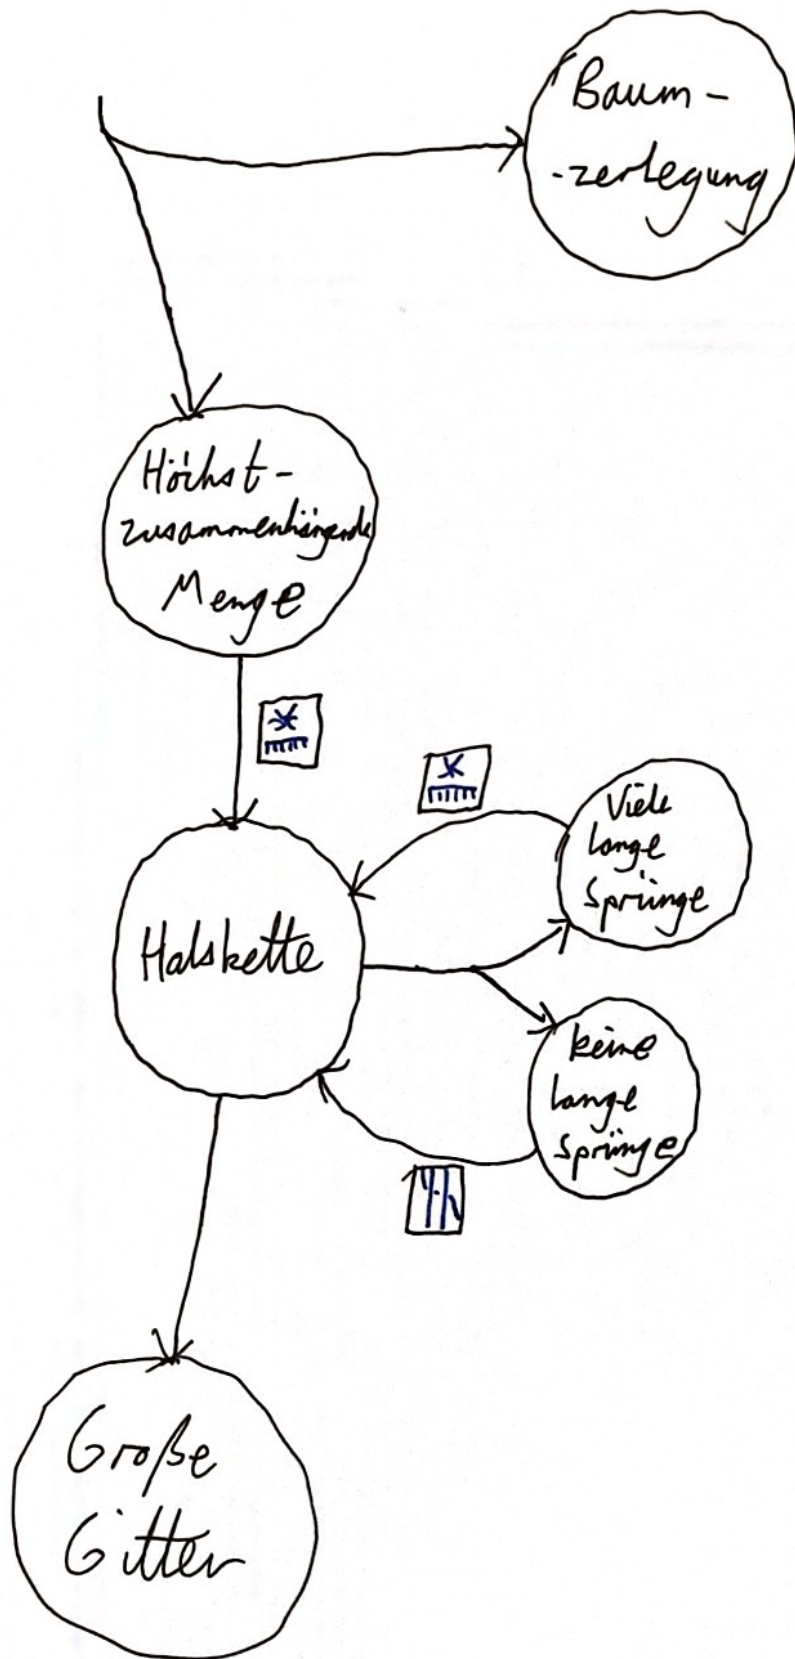 Baum-
-zerlegung
Höchst-
zusammenhängende
Menge
Viele
lange
Sprünge
Halskette
keine
lange
Sprünge
Große
Gitter